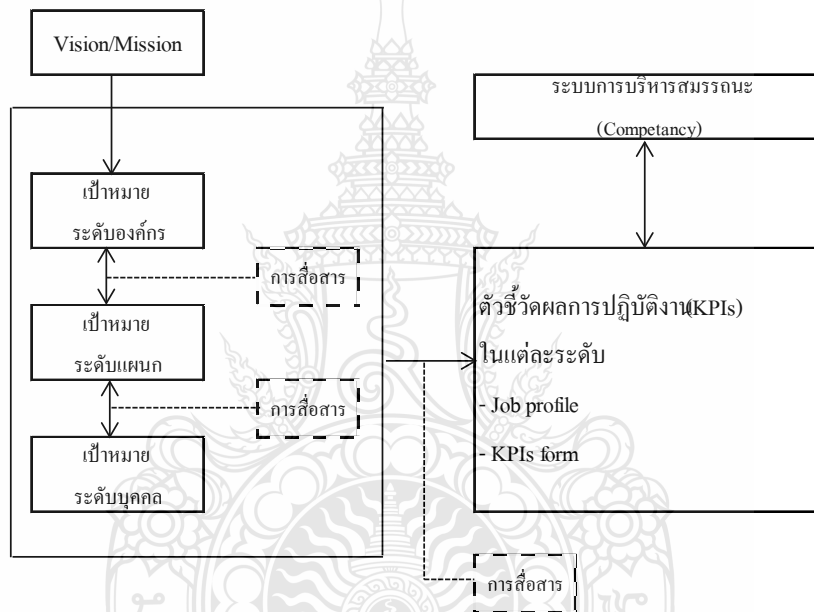 Vision/Mission
เป้าหมาย
ระดับองค์กร
การสื่อสาร
เป้าหมาย
ระดับแผนก
การสื่อสาร
เป้าหมาย
ระดับบุคคล
ระบบการบริหารสมรรถนะ
(Competancy)
ตัวชี้วัดผลการปฏิบัติงาน(KPIs)
ในแต่ละระดับ
- Job profile
- KPIs form
การสื่อสาร